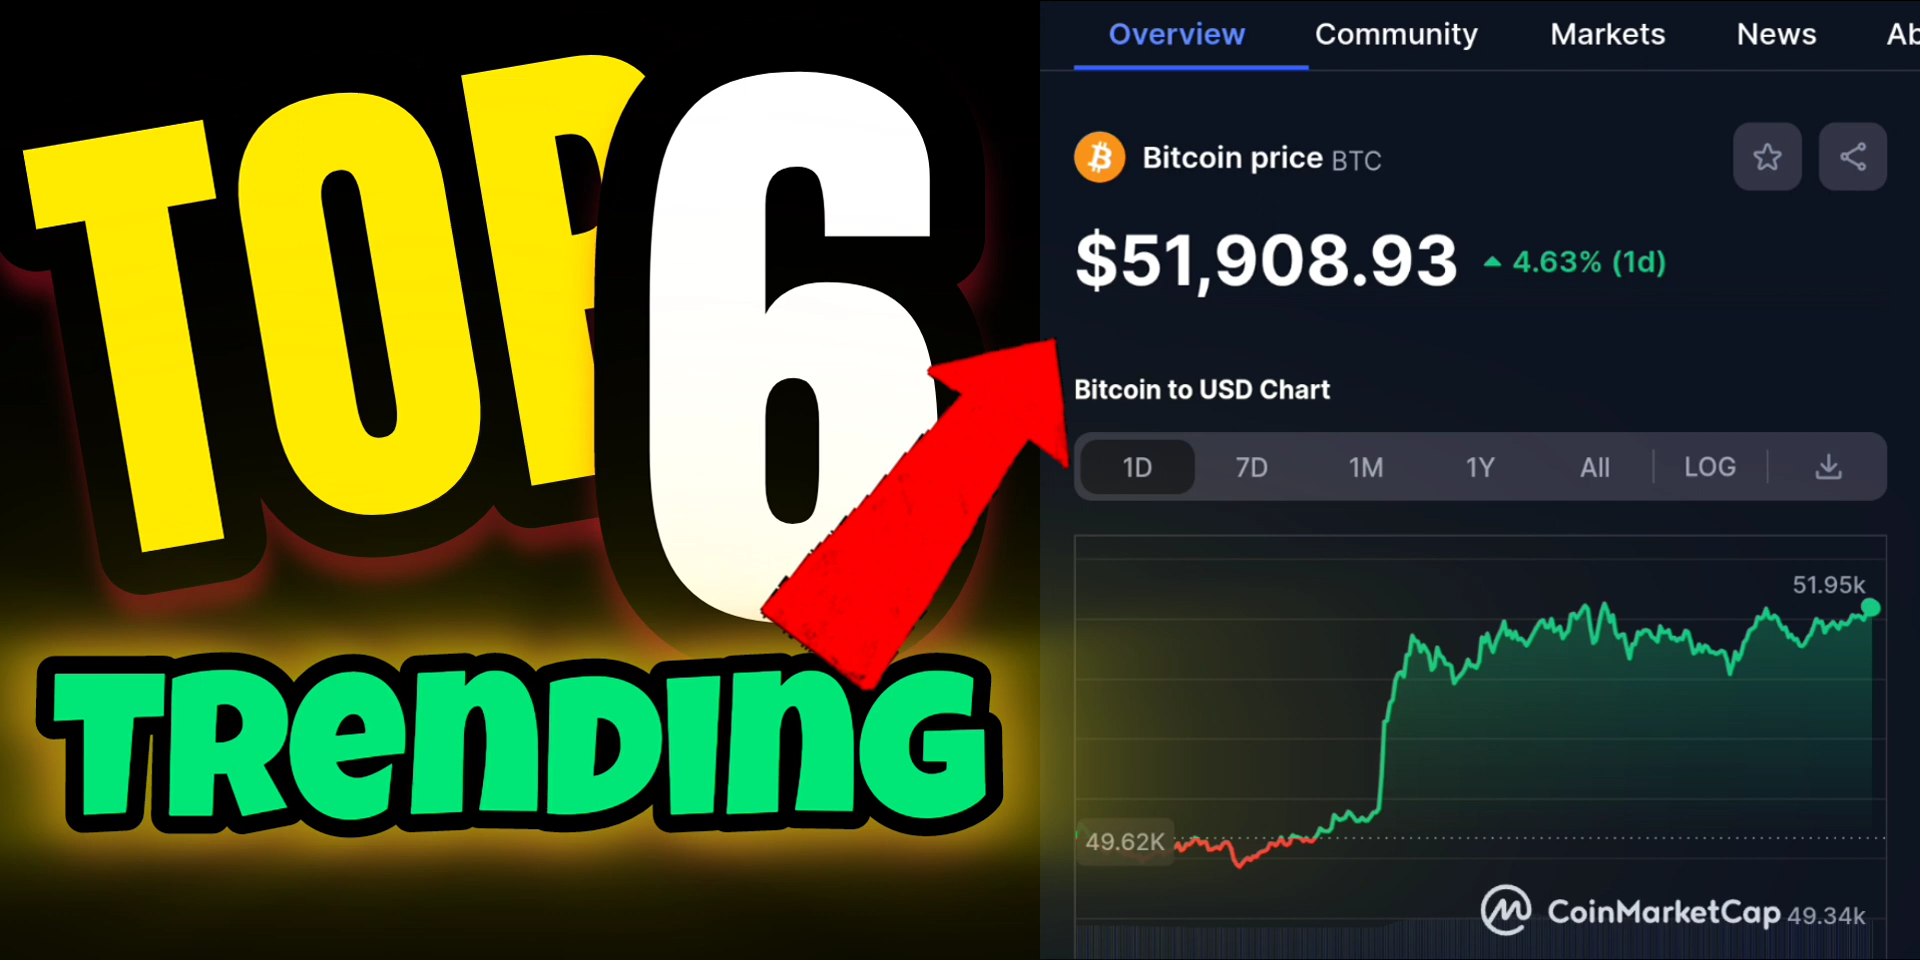 TOP 6
TRENDING
Overview Community Markets News Ab
Bitcoin price BTC
$51,908.93 4.63% (1d)
Bitcoin to USD Chart
1D 7D 1M 1Y All LOG
51.95k
49.62K
CoinMarketCap 49.34k